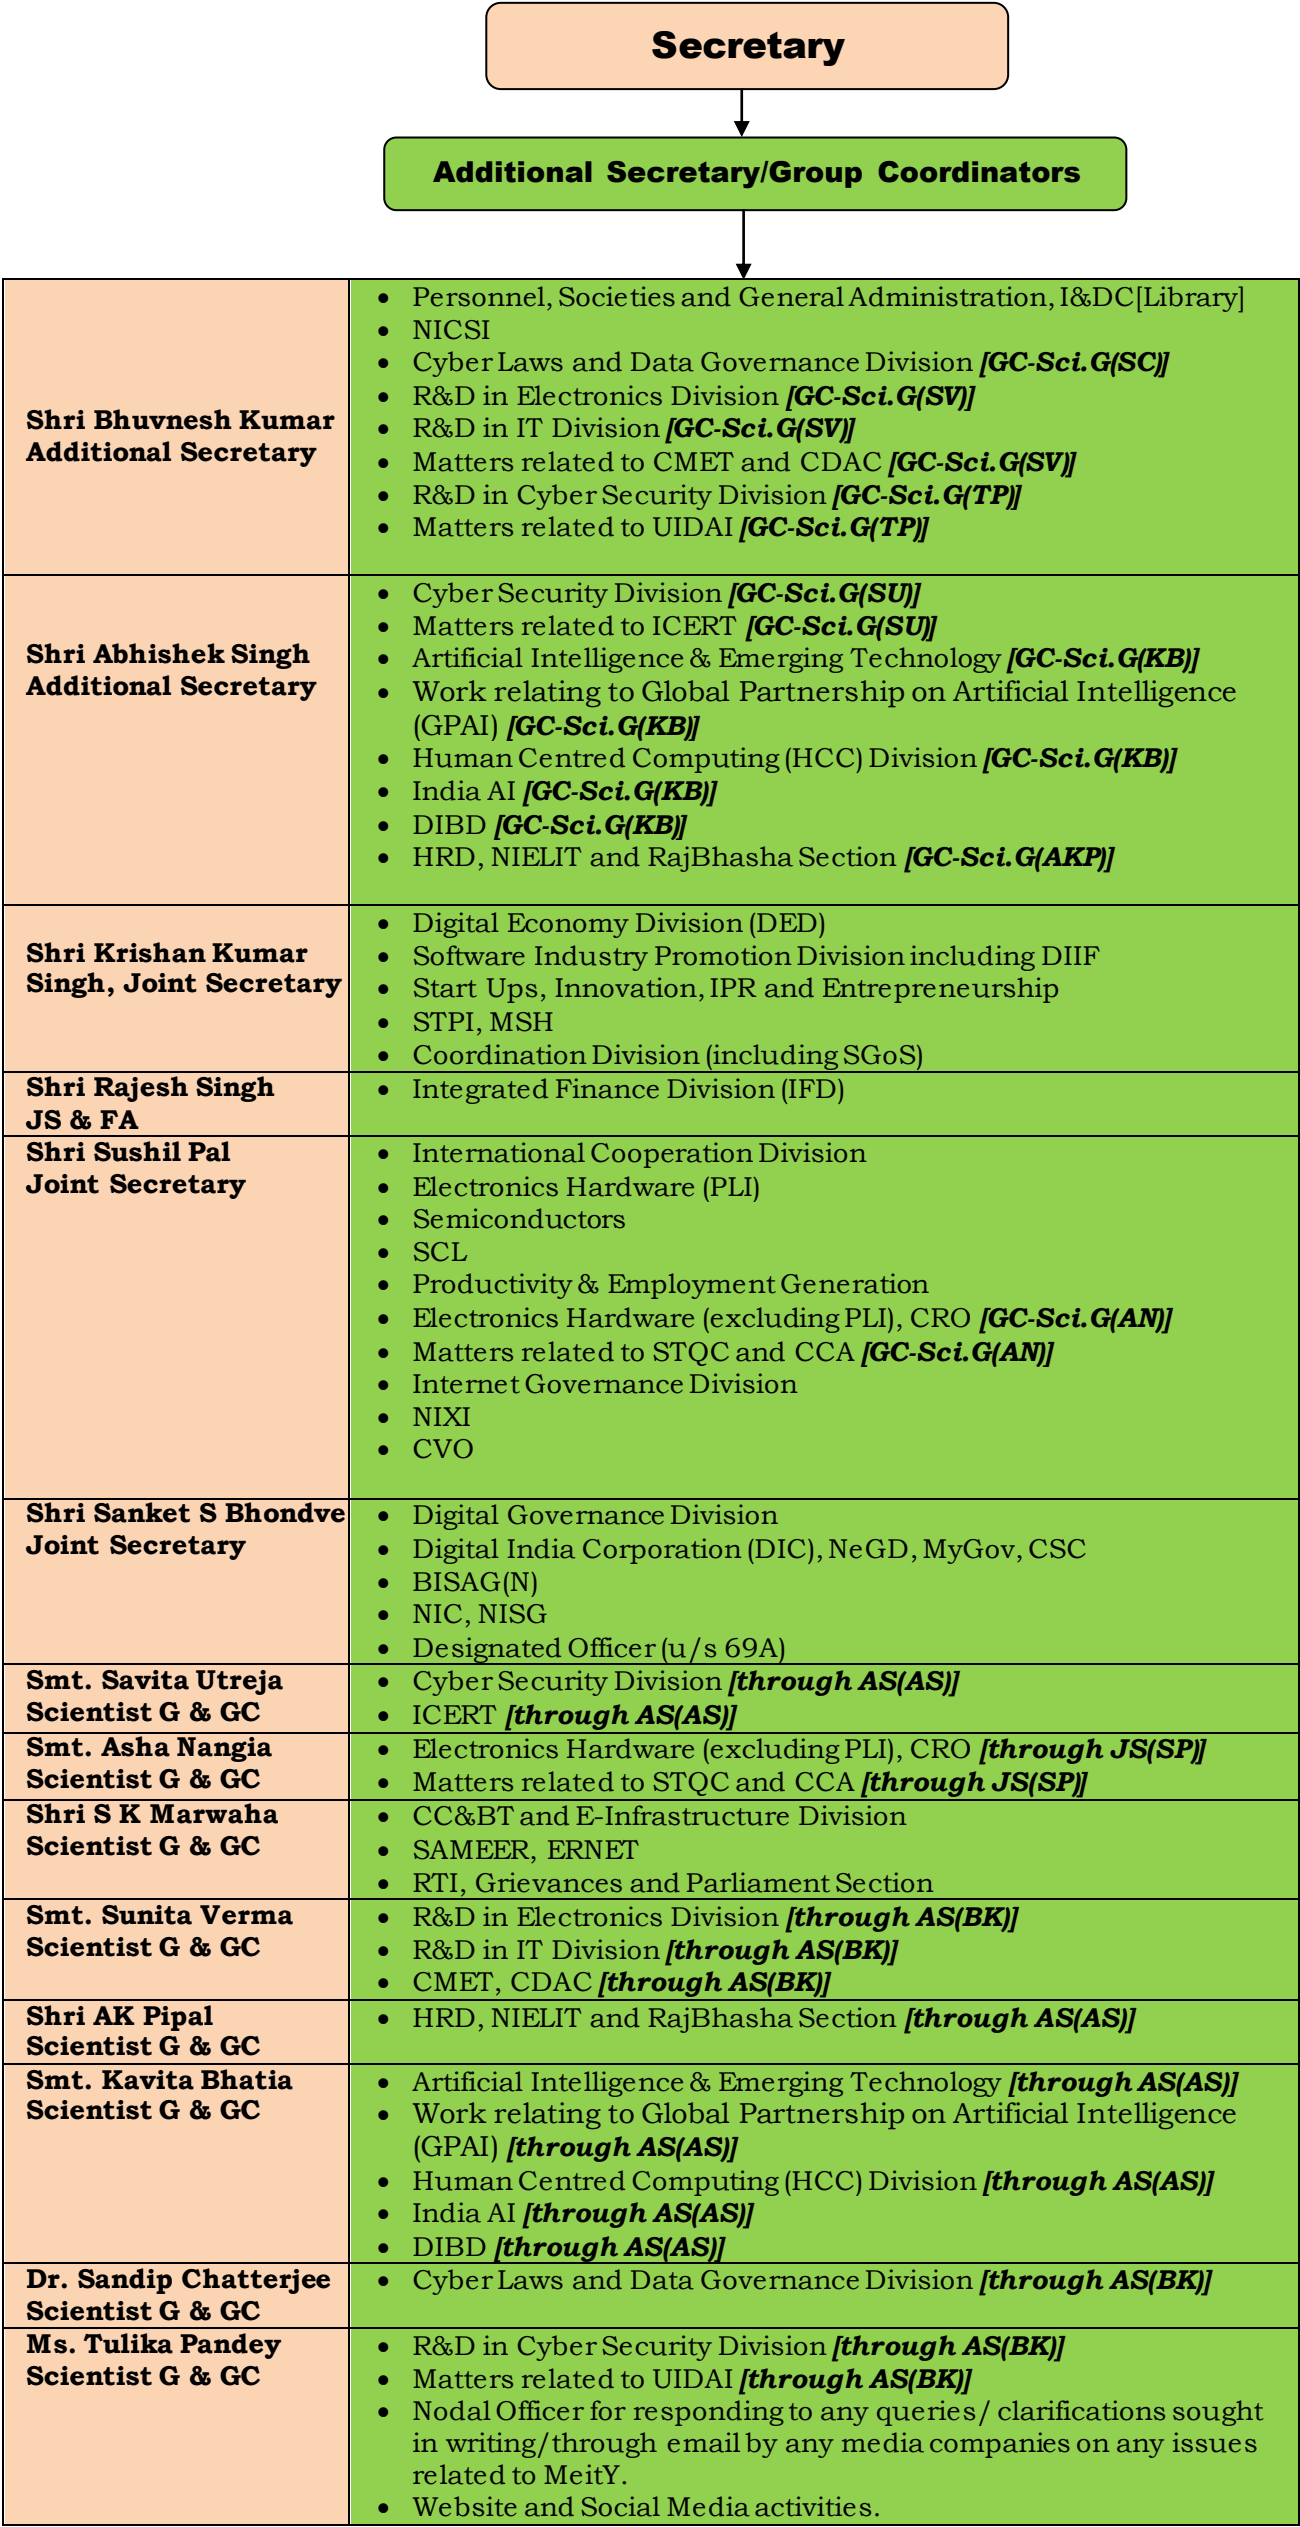 Secretary
Additional Secretary/Group Coordinators
Shri Bhuvnesh Kumar
Additional Secretary
• Personnel, Societies and General Administration, I&DC[Library]
• NICSI
• Cyber Laws and Data Governance Division [GC-Sci.G(SC)]
• R&D in Electronics Division [GC-Sci.G(SV)]
• R&D in IT Division [GC-Sci.G(SV)]
• Matters related to CMET and CDAC [GC-Sci.G(SV)]
• R&D in Cyber Security Division [GC-Sci.G(TP)]
• Matters related to UIDAI [GC-Sci.G(TP)]
Shri Abhishek Singh
Additional Secretary
• Cyber Security Division [GC-Sci.G(SU)]
• Matters related to ICERT [GC-Sci.G(SU)]
• Artificial Intelligence & Emerging Technology [GC-Sci.G(KB)]
• Work relating to Global Partnership on Artificial Intelligence
(GPAI) [GC-Sci.G(KB)]
• Human Centred Computing (HCC) Division [GC-Sci.G(KB)]
• India AI [GC-Sci.G(KB)]
• DIBD [GC-Sci.G(KB)]
• HRD, NIELIT and RajBhasha Section [GC-Sci.G(AKP)]
Shri Krishan Kumar
Singh, Joint Secretary
• Digital Economy Division (DED)
• Software Industry Promotion Division including DIIF
• Start Ups, Innovation, IPR and Entrepreneurship
• STPI, MSH
• Coordination Division (including SGoS)
Shri Rajesh Singh
JS & FA
• Integrated Finance Division (IFD)
Shri Sushil Pal
Joint Secretary
• International Cooperation Division
• Electronics Hardware (PLI)
• Semiconductors
• SCL
• Productivity & Employment Generation
• Electronics Hardware (excluding PLI), CRO [GC-Sci.G(AN)]
• Matters related to STQC and CCA [GC-Sci.G(AN)]
• Internet Governance Division
• NIXI
• CVO
Shri Sanket S Bhondve
Joint Secretary
• Digital Governance Division
• Digital India Corporation (DIC), NeGD, MyGov, CSC
• BISAG(N)
• NIC, NISG
• Designated Officer (u/s 69A)
Smt. Savita Utreja
Scientist G & GC
• Cyber Security Division [through AS(AS)]
• ICERT [through AS(AS)]
Smt. Asha Nangia
Scientist G & GC
• Electronics Hardware (excluding PLI), CRO [through JS(SP)]
• Matters related to STQC and CCA [through JS(SP)]
Shri S K Marwaha
Scientist G & GC
• CC&BT and E-Infrastructure Division
• SAMEER, ERNET
• RTI, Grievances and Parliament Section
Smt. Sunita Verma
Scientist G & GC
• R&D in Electronics Division [through AS(BK)]
• R&D in IT Division [through AS(BK)]
• CMET, CDAC [through AS(BK)]
Shri AK Pipal
Scientist G & GC
• HRD, NIELIT and RajBhasha Section [through AS(AS)]
Smt. Kavita Bhatia
Scientist G & GC
• Artificial Intelligence & Emerging Technology [through AS(AS)]
• Work relating to Global Partnership on Artificial Intelligence
(GPAI) [through AS(AS)]
• Human Centred Computing (HCC) Division [through AS(AS)]
• India AI [through AS(AS)]
• DIBD [through AS(AS)]
Dr. Sandip Chatterjee
Scientist G & GC
• Cyber Laws and Data Governance Division [through AS(BK)]
Ms. Tulika Pandey
Scientist G & GC
• R&D in Cyber Security Division [through AS(BK)]
• Matters related to UIDAI [through AS(BK)]
• Nodal Officer for responding to any queries/ clarifications sought
in writing/through email by any media companies on any issues
related to MeitY.
• Website and Social Media activities.